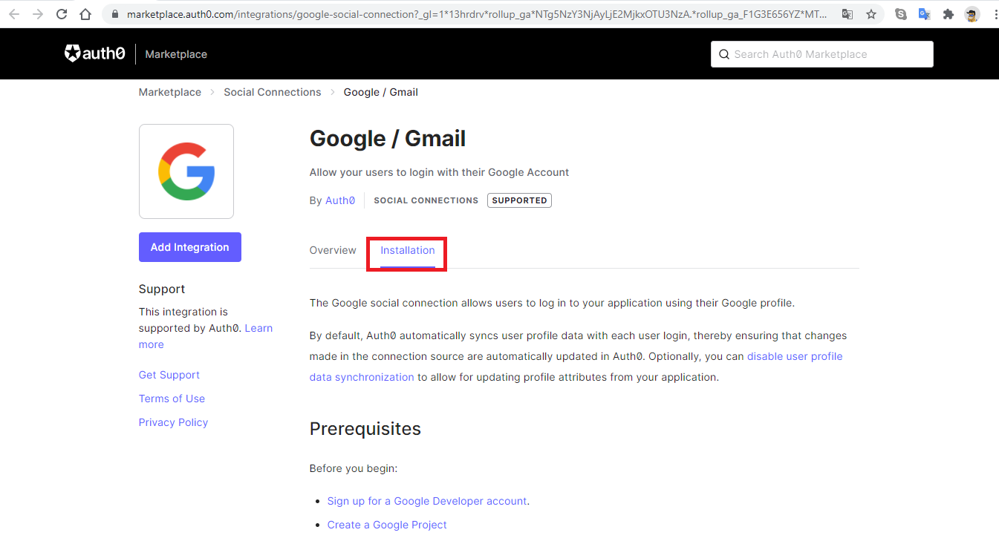 marketplace.auth0.com/integrations/google-social-connection?_gl=1*13hrdrv*rollup_ga*NTg5NzY3NjAyLjE2MjkxOTU3NzA.*rollup_ga_F1G3E656YZ*MT...
auth0 Marketplace
Search Auth0 Marketplace
Marketplace > Social Connections > Google / Gmail
Google / Gmail
Allow your users to login with their Google Account
By Auth0 SOCIAL CONNECTIONS SUPPORTED
Add Integration
Overview Installation
Support
This integration is
supported by Auth0. Learn
more
Get Support
Terms of Use
Privacy Policy
The Google social connection allows users to log in to your application using their Google profile.
By default, Auth0 automatically syncs user profile data with each user login, thereby ensuring that changes
made in the connection source are automatically updated in Auth0. Optionally, you can disable user profile
data synchronization to allow for updating profile attributes from your application.
Prerequisites
Before you begin:
• Sign up for a Google Developer account.
• Create a Google Project